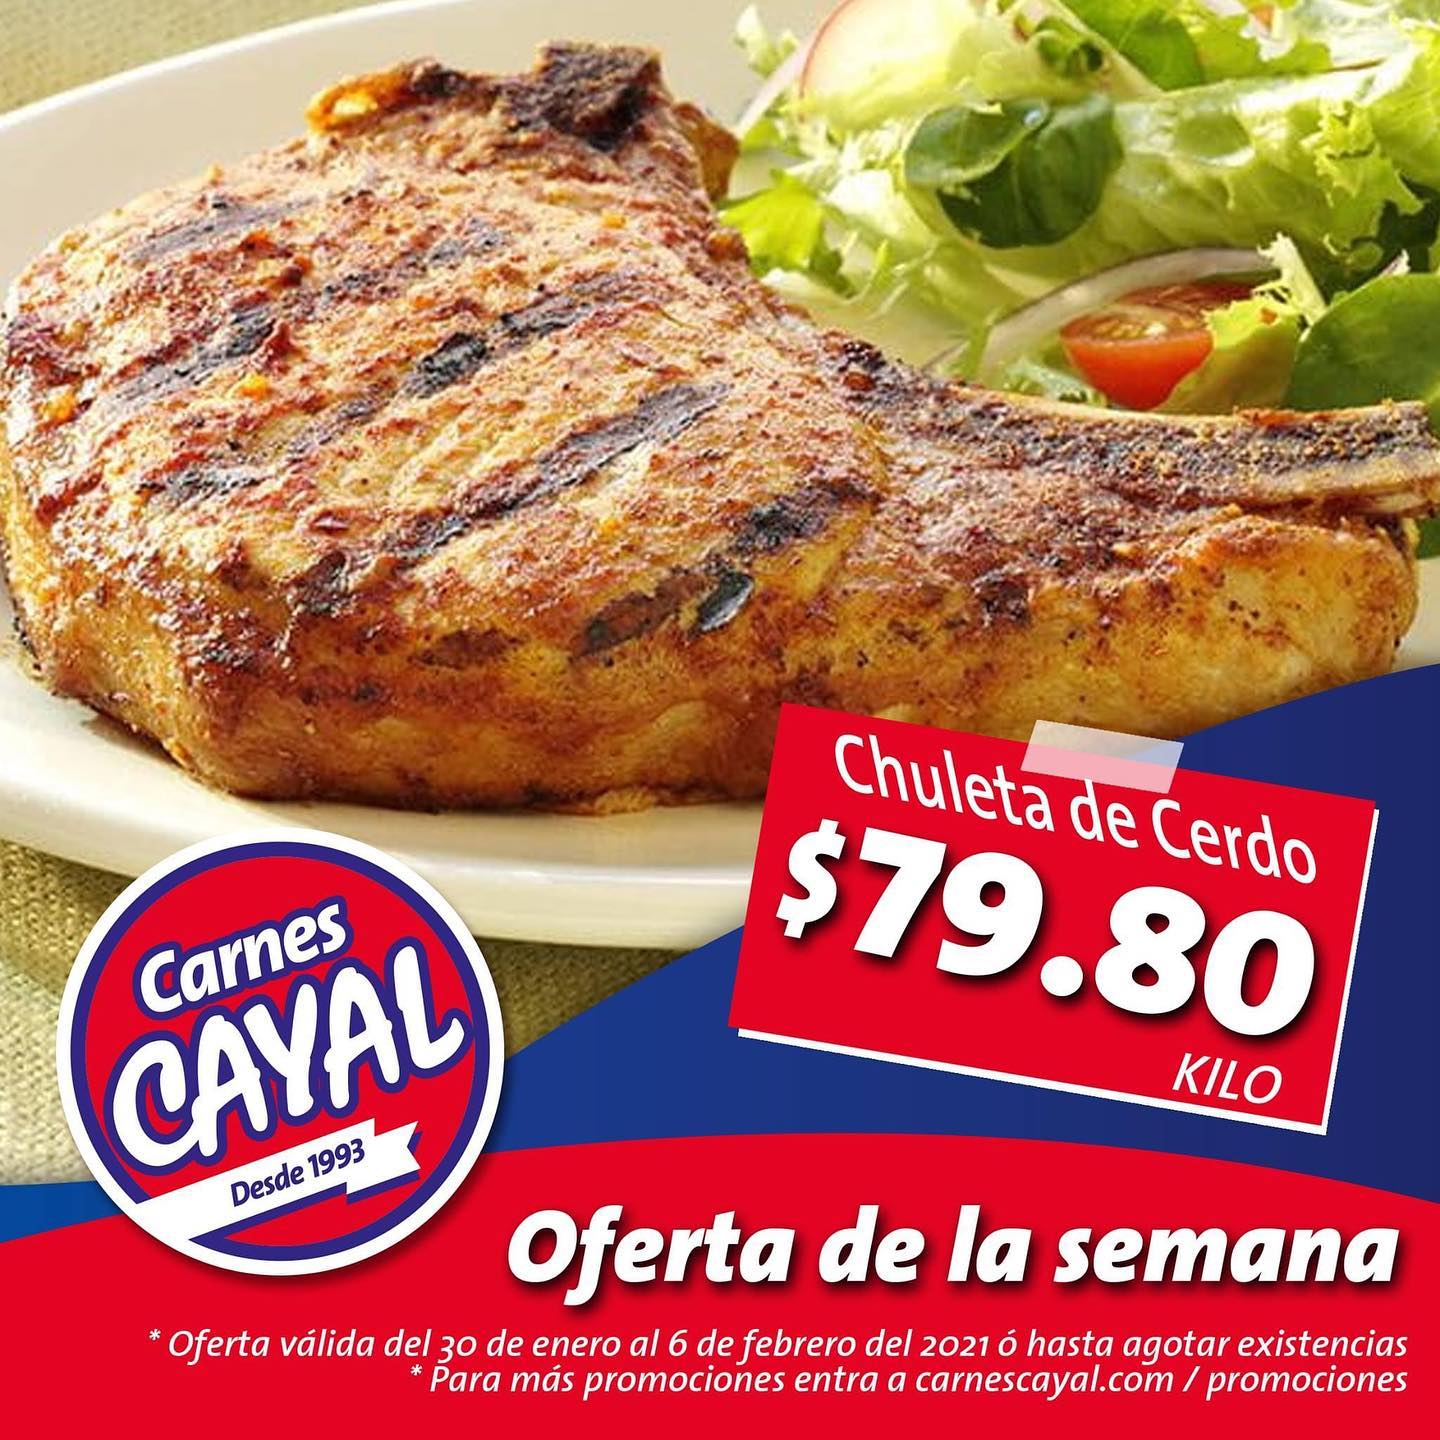 Chuleta de Cerdo
$79.80
KILO
Carnes
CAYAL
Desde 1993
Oferta de la semana
* Oferta válida del 30 de enero al 6 de febrero del 2021 ó hasta agotar existencias
* Para más promociones entra a carnescayal.com / promociones